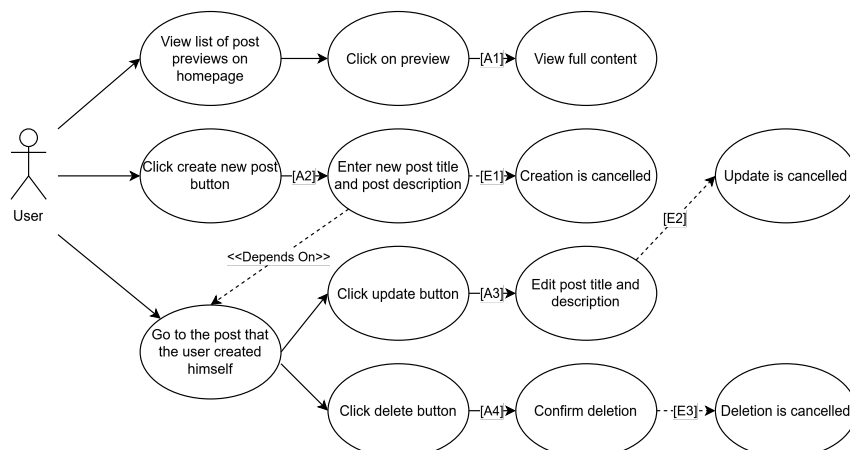 View list of post
previews on
homepage
Click on preview
[A1]
View full content
User
Click create new post
button
[A2]
Enter new post title
and post description
[E1]
Creation is cancelled
Update is cancelled
[E2]
<<Depends On>>
Click update button
[A3]
Edit post title and
description
Go to the post that
the user created
himself
Click delete button
[A4]
Confirm deletion
[E3]
Deletion is cancelled